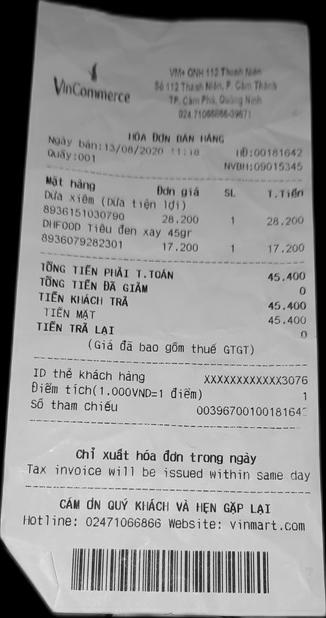 VinCommerce
VM+ QNH 112 Thanh Niên
Số 112 Thanh Niên, P. Cẩm Thành
TP. Cẩm Phả, Quảng Ninh
HÓA ĐƠN BÁN HÀNG
Ngày bán:13/08/2020 11:18 HĐ:00181642
Quầy:001 NVBH:09015345
Mặt hàng Đơn giá SL T.Tiền
Dừa xiêm (Dừa tiện lợi)
8936151030790 28.200 1 28.200
DHFOOD Tiêu đen xay 45gr
8936079282301 17.200 1 17.200
TỔNG TIỀN PHẢI T.TOÁN 45.400
TỔNG TIỀN ĐÃ GIẢM 0
TIỀN KHÁCH TRẢ 45.400
TIỀN MẶT 45.400
TIỀN TRẢ LẠI 0
(Giá đã bao gồm thuế GTGT)
ID thẻ khách hàng XXXXXXXXXXXX3076
Điểm tích(1.000VND=1 điểm) 1
Số tham chiếu 00396700100181642
Chỉ xuất hóa đơn trong ngày
Tax invoice will be issued within same day
CẢM ƠN QUÝ KHÁCH VÀ HẸN GẶP LẠI
Hotline: 02471066866 Website: vinmart.com